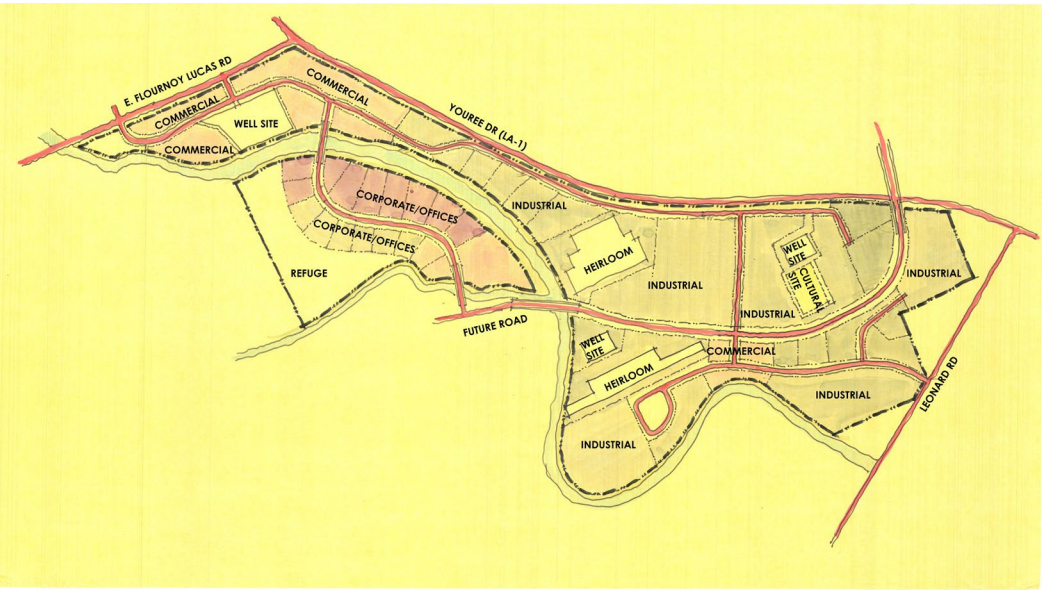 E. FLOURNOY LUCAS RD
COMMERCIAL
COMMERCIAL
WELL SITE
COMMERCIAL
YOUREE DR (LA-1)
CORPORATE/OFFICES
INDUSTRIAL
CORPORATE/OFFICES
REFUGE
HEIRLOOM
INDUSTRIAL
WELL
SITE
CULTURAL
SITE
INDUSTRIAL
INDUSTRIAL
FUTURE ROAD
WELL
SITE
COMMERCIAL
HEIRLOOM
INDUSTRIAL
LEONARD RD
INDUSTRIAL